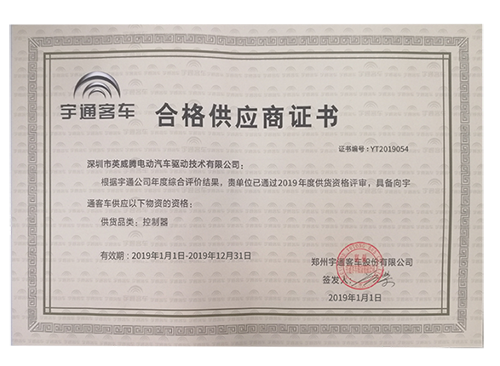 宇通客车
合格供应商证书
证书编号：YT2019054
深圳市英威腾电动汽车驱动技术有限公司：
根据宇通公司年度综合评价结果，贵单位已通过2019年度供货资格评审，具备向宇
通客车供应以下物资的资格：
供货品类：控制器
有效期：2019年1月1日-2019年12月31日
郑州宇通客车股份有限公司
签发人：
2019年1月1日